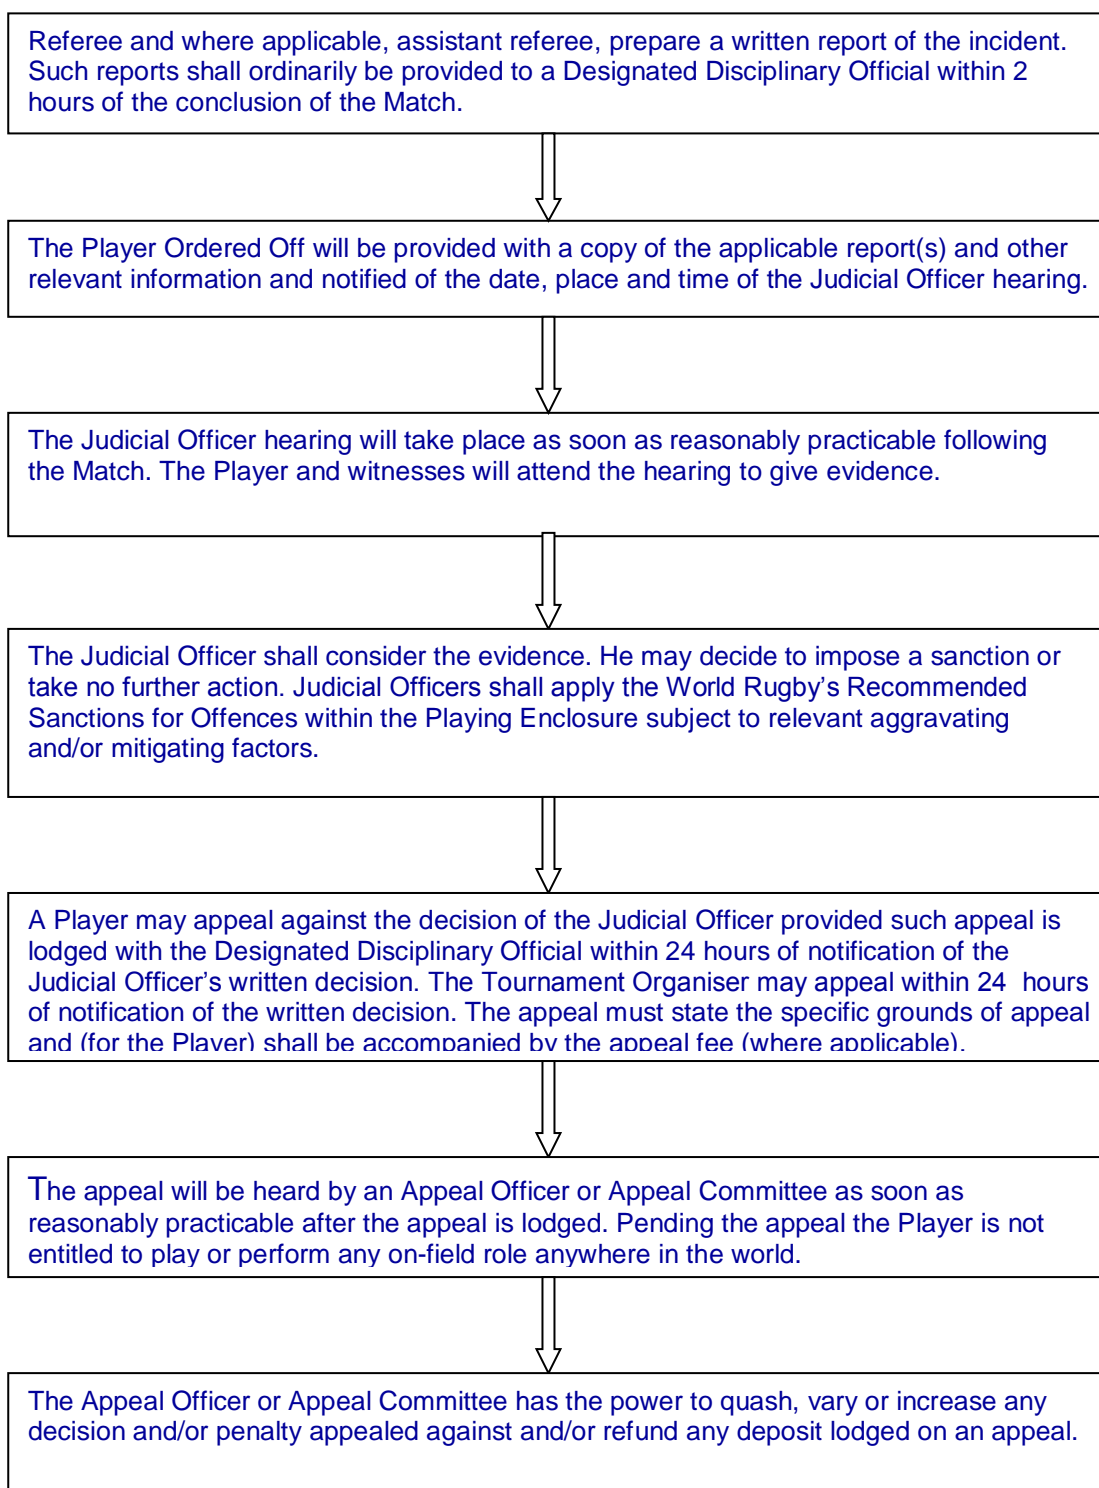 Referee and where applicable, assistant referee, prepare a written report of the incident.
Such reports shall ordinarily be provided to a Designated Disciplinary Official within 2
hours of the conclusion of the Match.
The Player Ordered Off will be provided with a copy of the applicable report(s) and other
relevant information and notified of the date, place and time of the Judicial Officer hearing.
The Judicial Officer hearing will take place as soon as reasonably practicable following
the Match. The Player and witnesses will attend the hearing to give evidence.
The Judicial Officer shall consider the evidence. He may decide to impose a sanction or
take no further action. Judicial Officers shall apply the World Rugby's Recommended
Sanctions for Offences within the Playing Enclosure subject to relevant aggravating
and/or mitigating factors.
A Player may appeal against the decision of the Judicial Officer provided such appeal is
lodged with the Designated Disciplinary Official within 24 hours of notification of the
Judicial Officer's written decision. The Tournament Organiser may appeal within 24  hours
of notification of the written decision. The appeal must state the specific grounds of appeal
and (for the Player) shall be accompanied by the appeal fee (where applicable).
The appeal will be heard by an Appeal Officer or Appeal Committee as soon as
reasonably practicable after the appeal is lodged. Pending the appeal the Player is not
entitled to play or perform any on-field role anywhere in the world.
The Appeal Officer or Appeal Committee has the power to quash, vary or increase any
decision and/or penalty appealed against and/or refund any deposit lodged on an appeal.